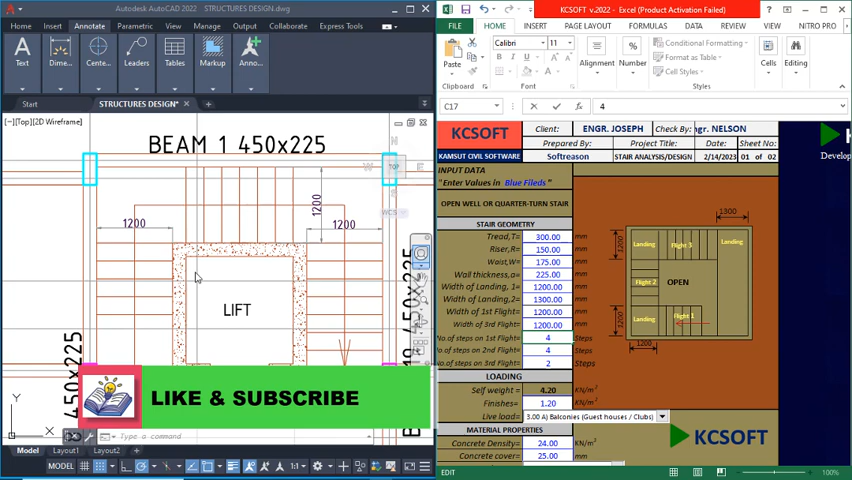 Autodesk AutoCAD 2022 STRUCTURES DESIGN.dwg
Home Insert Annotate Parametric View Manage Output Collaborate Express Tools
Text Dime... Cente... Leaders Tables Markup Anno...
Start STRUCTURES DESIGN*
[−][Top][2D Wireframe]
BEAM 1 450x225
N
W
TOP
WCS
1200
1200
1200
LIFT
450x225
LIKE & SUBSCRIBE
Y
X
Type a command
Model Layout1 Layout2
MODEL 1:1
KCSOFT v.2022 - Excel (Product Activation Failed)
FILE HOME INSERT PAGE LAYOUT FORMULAS DATA REVIEW NITRO PRO
Calibri 11
Paste
B I U
Alignment Number
Conditional Formatting
Format as Table
Cell Styles
Cells Editing
Clipboard Font Styles
C17 4
KCSOFT
Client: ENGR. JOSEPH Check By: ngr. NELSON
Prepared By: Project Title: Date: Sheet No:
KAMSUT CIVIL SOFTWARE Softreason STAIR ANALYSIS/DESIGN 2/14/2023 01 of 02
INPUT DATA
"Enter Values in Blue Fileds "
OPEN WELL OR QUARTER-TURN STAIR
STAIR GEOMETRY
Tread,T= 300.00 mm
Riser,R= 150.00 mm
Waist,W= 175.00 mm
Wall thickness,a= 225.00 mm
Width of Landing, 1= 1200.00 mm
Width of Landing,2= 1300.00 mm
Width of 1st Flight= 1200.00 mm
Width of 3rd Flight= 1200.00 mm
No.of steps on 1st Flight= 4 Steps
No.of steps on 2nd Flight= 4 Steps
No.of steps on 3rd Flight= 2 Steps
LOADING
Self weight= 4.20 KN/m²
Finishes= 1.20 KN/m²
Live load= 3.00 A) Balconies (Guest houses / Clubs)
MATERIAL PROPERTIES
Concrete Density= 24.00 KN/m³
Concrete cover= 25.00 mm
1300
1200
Landing Flight 3 Landing
Flight 2 OPEN
Landing Flight 1
1200
1200
KCSOFT
KCSOFT
EDIT 100%